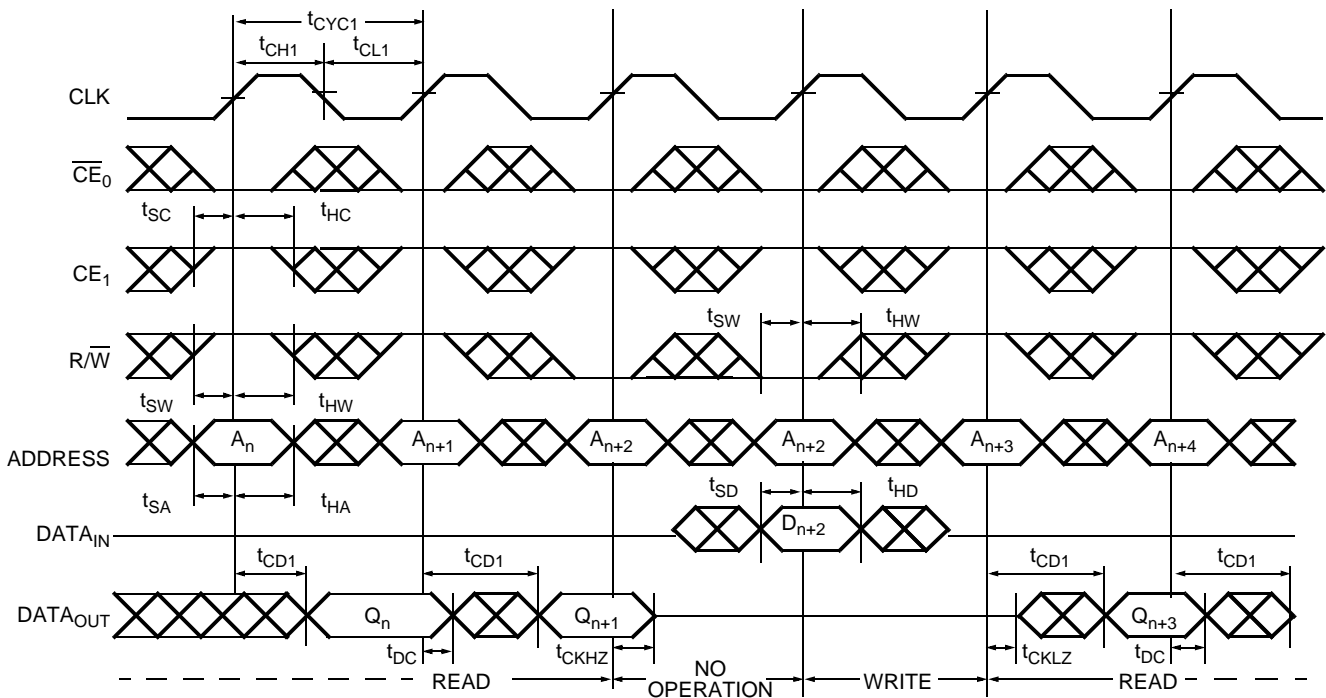 tCYC1
tCH1 tCL1
CLK
CE0
tSC tHC
CE1
tSW tHW
R/W
tSW tHW
An An+1 An+2 An+2 An+3 An+4
ADDRESS
tSA tHA tSD tHD
Dn+2
DATAIN
tCD1 tCD1 tCD1 tCD1
DATAOUT Qn Qn+1 Qn+3
tDC tCKHZ tCKLZ tDC
READ NO OPERATION WRITE READ